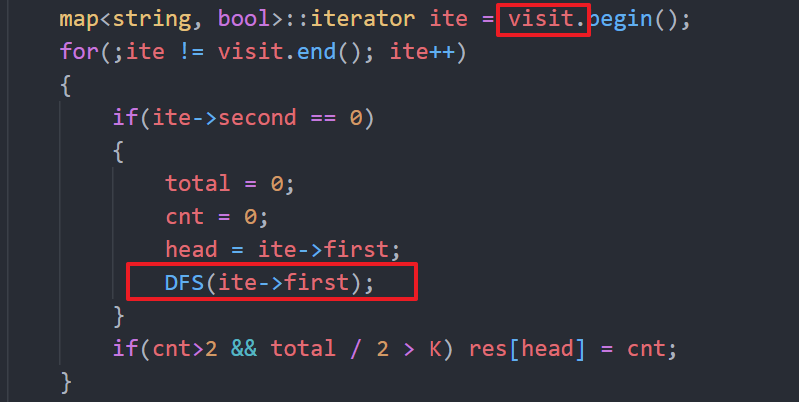 map<string, bool>::iterator ite = visit.begin();
for(;ite != visit.end(); ite++)
{
if(ite->second == 0)
{
total = 0;
cnt = 0;
head = ite->first;
DFS(ite->first);
}
if(cnt>2 && total / 2 > K) res[head] = cnt;
}